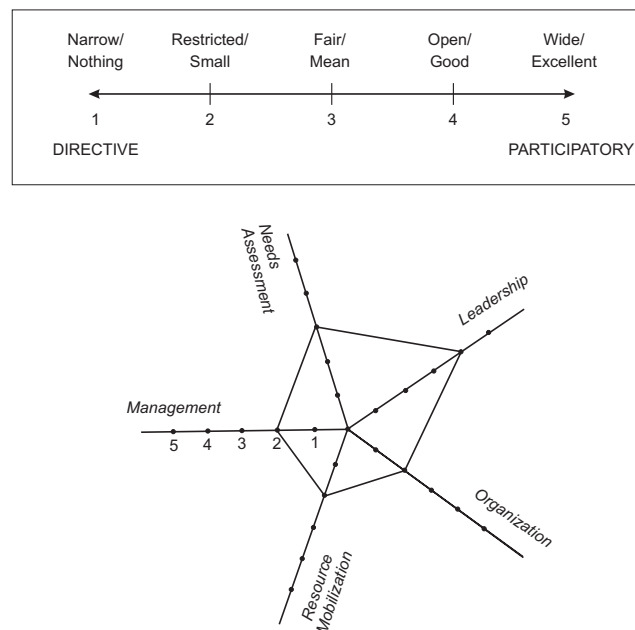 Narrow/ Restricted/ Fair/ Open/ Wide/
Nothing Small Mean Good Excellent
1 2 3 4 5
DIRECTIVE PARTICIPATORY
Needs
Assessment
Leadership
Management
5 4 3 2 1
Organization
Resource
Mobilization